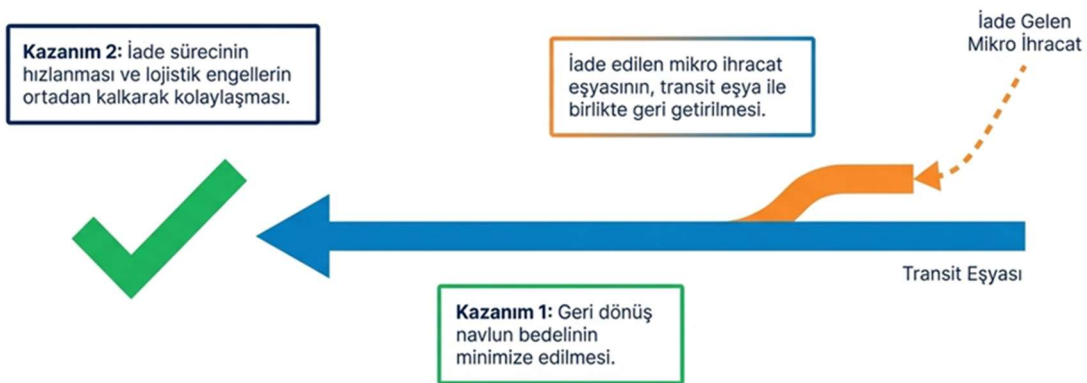 Kazanım 2: İade sürecinin
hızlanması ve lojistik engellerin
ortadan kalkarak kolaylaşması.
İade edilen mikro ihracat
eşyasının, transit eşya ile
birlikte geri getirilmesi.
İade Gelen
Mikro İhracat
Transit Eşyası
Kazanım 1: Geri dönüş
navlun bedelinin
minimize edilmesi.